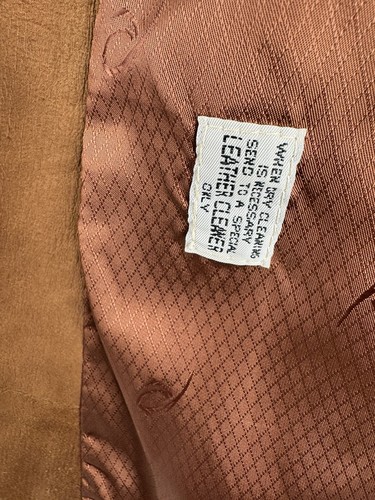 WHEN DRY CLEANING
IS NECESSARY
SEND TO A SPECIAL
LEATHER CLEANER
ONLY